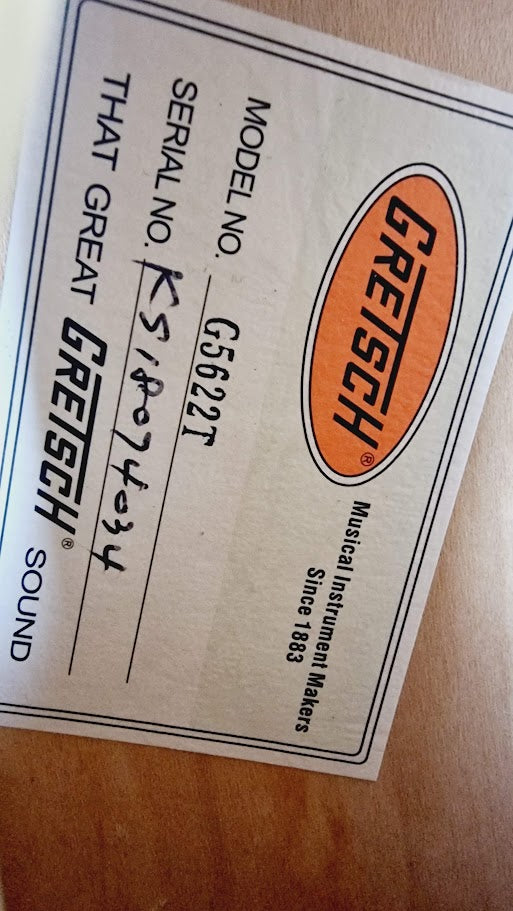 GRETSCH®
Musical Instrument Makers
Since 1883
MODEL NO. G5622T
SERIAL NO. KS18074034
THAT GREAT GRETSCH® SOUND